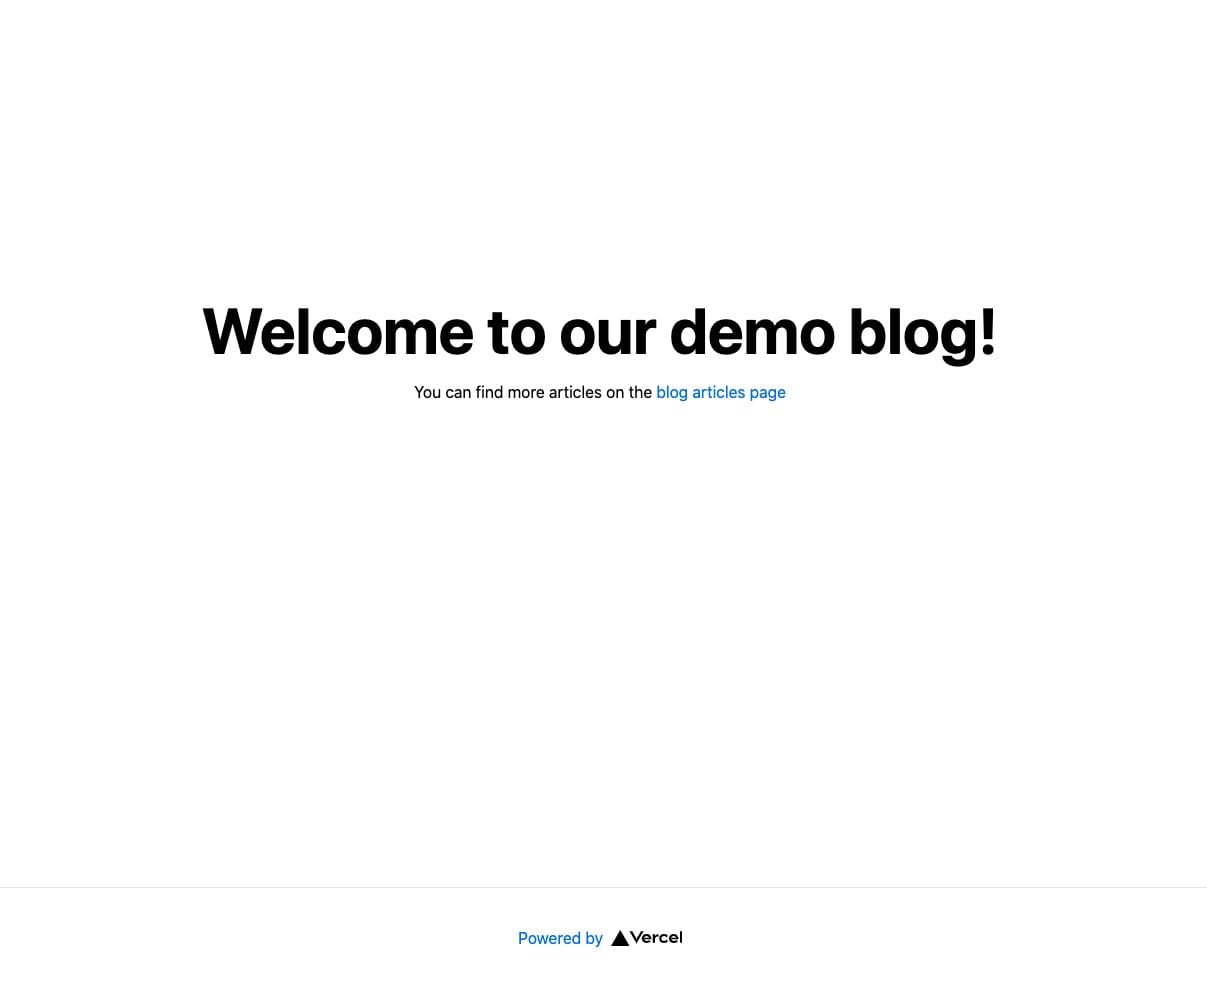 Welcome to our demo blog!
You can find more articles on the blog articles page
Powered by Vercel